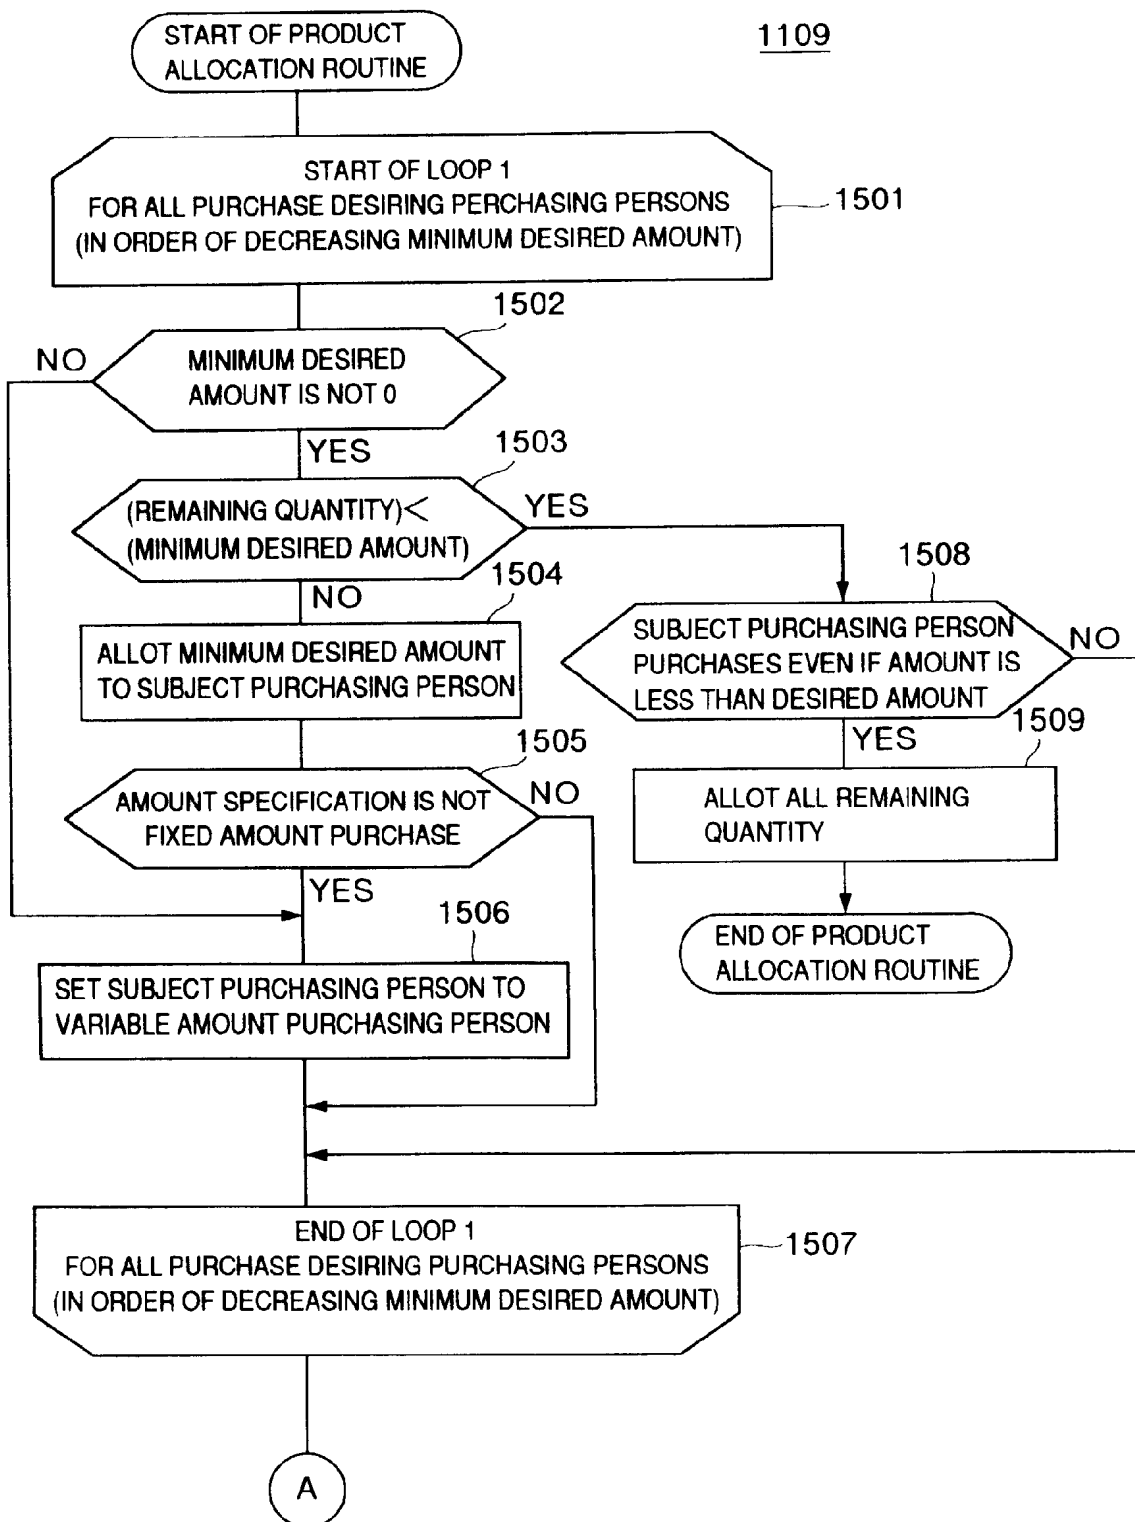 START OF PRODUCT
ALLOCATION ROUTINE
1109
START OF LOOP 1
FOR ALL PURCHASE DESIRING PERCHASING PERSONS
(IN ORDER OF DECREASING MINIMUM DESIRED AMOUNT)
1501
1502
NO
MINIMUM DESIRED
AMOUNT IS NOT 0
YES
1503
(REMAINING QUANTITY)<
(MINIMUM DESIRED AMOUNT)
YES
NO
1504
ALLOT MINIMUM DESIRED AMOUNT
TO SUBJECT PURCHASING PERSON
1508
SUBJECT PURCHASING PERSON
PURCHASES EVEN IF AMOUNT IS
LESS THAN DESIRED AMOUNT
NO
YES
1505
AMOUNT SPECIFICATION IS NOT
FIXED AMOUNT PURCHASE
NO
YES
1509
ALLOT ALL REMAINING
QUANTITY
1506
SET SUBJECT PURCHASING PERSON TO
VARIABLE AMOUNT PURCHASING PERSON
END OF PRODUCT
ALLOCATION ROUTINE
END OF LOOP 1
FOR ALL PURCHASE DESIRING PURCHASING PERSONS
(IN ORDER OF DECREASING MINIMUM DESIRED AMOUNT)
1507
A